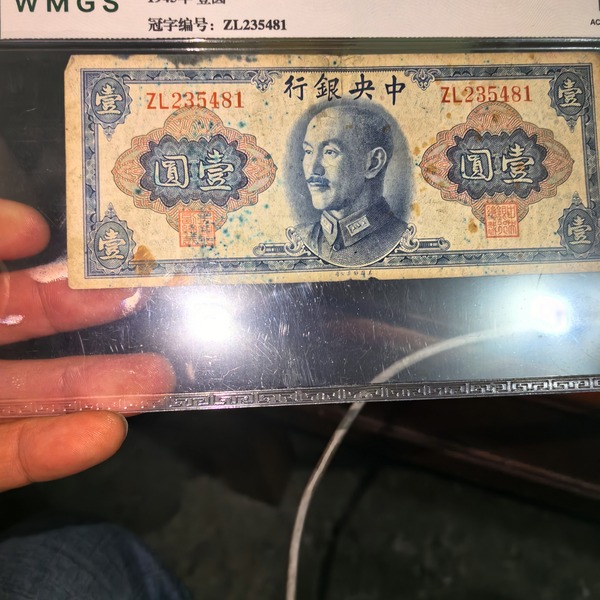 WMGS
冠字编号: ZL235481
AC
壹 壹
ZL235481 中央銀行 ZL235481
圓壹 圓壹
壹 壹